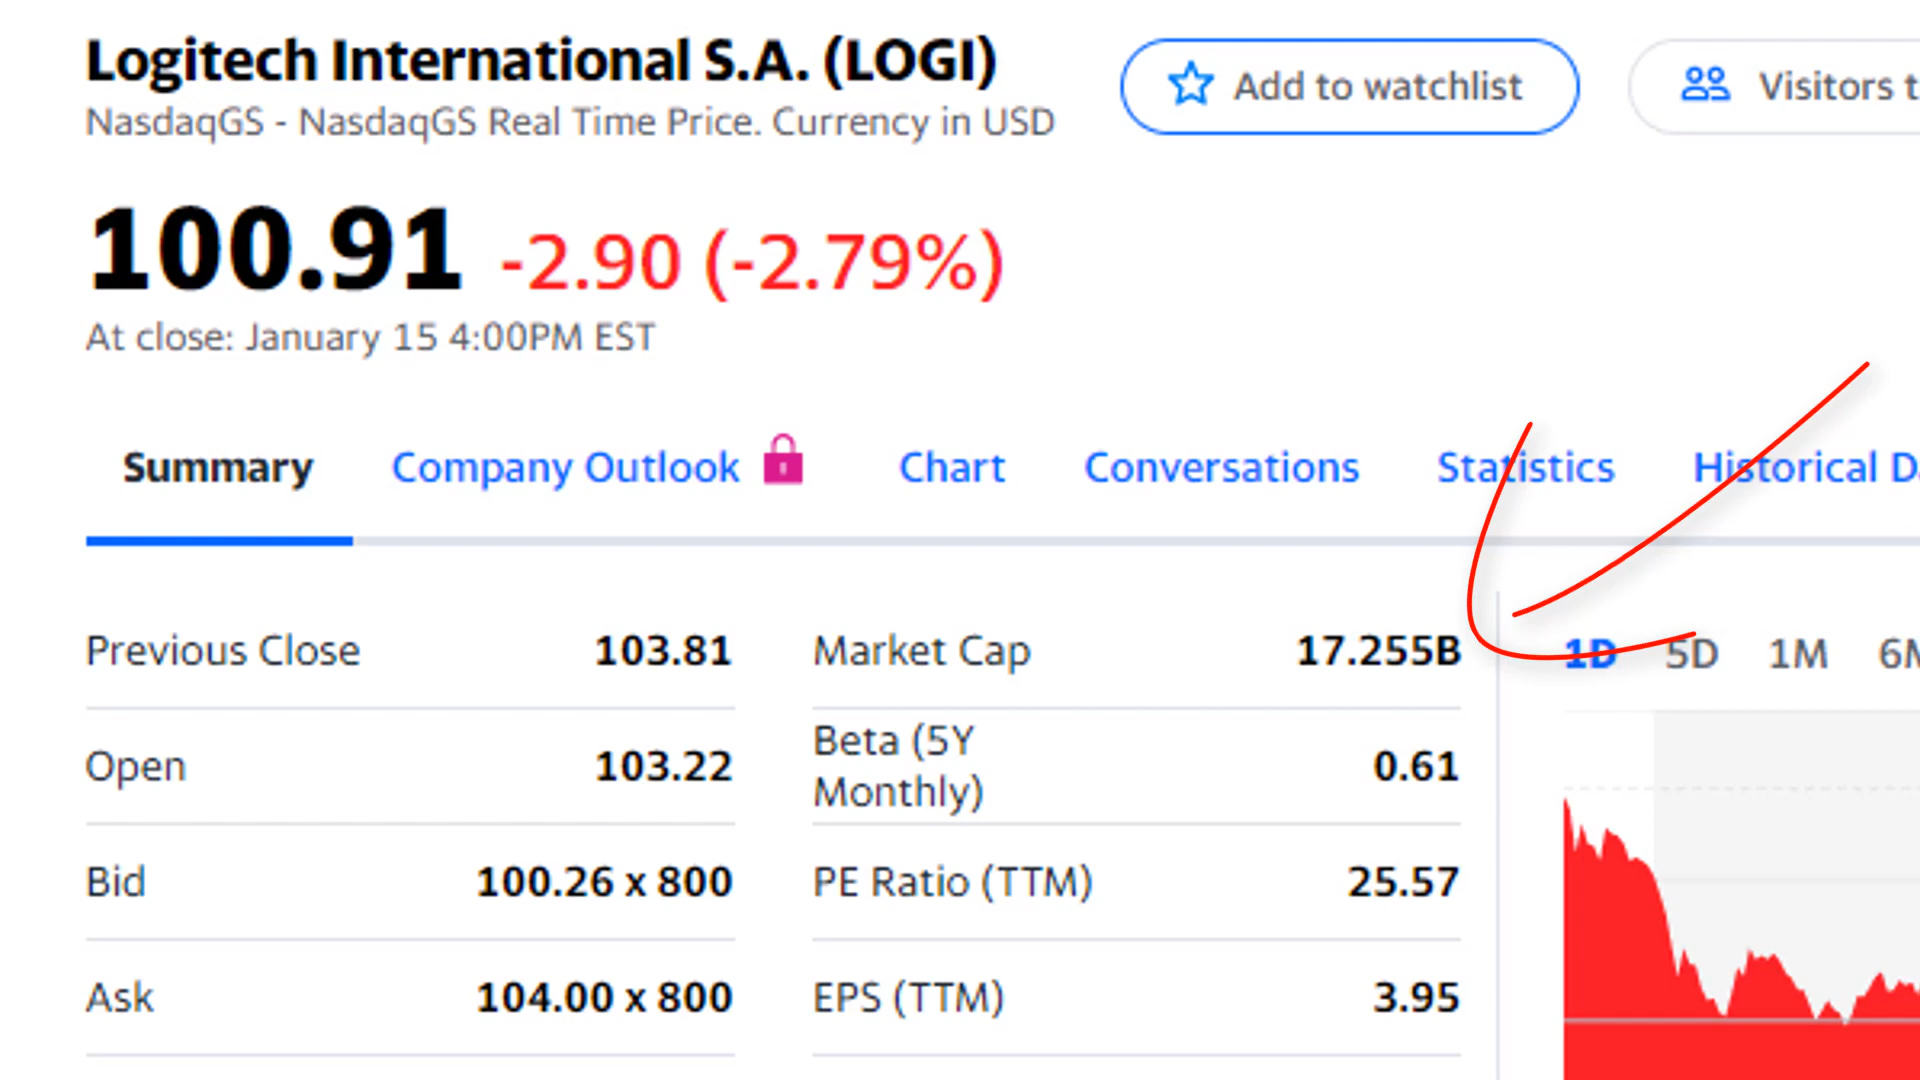 Logitech International S.A. (LOGI)
NasdaqGS - NasdaqGS Real Time Price. Currency in USD
Add to watchlist
Visitors t
100.91 -2.90 (-2.79%)
At close: January 15 4:00PM EST
Summary Company Outlook Chart Conversations Statistics Historical Da
Previous Close 103.81
Open 103.22
Bid 100.26 x 800
Ask 104.00 x 800
Market Cap 17.255B
Beta (5Y
Monthly) 0.61
PE Ratio (TTM) 25.57
EPS (TTM) 3.95
1D 5D 1M 6M